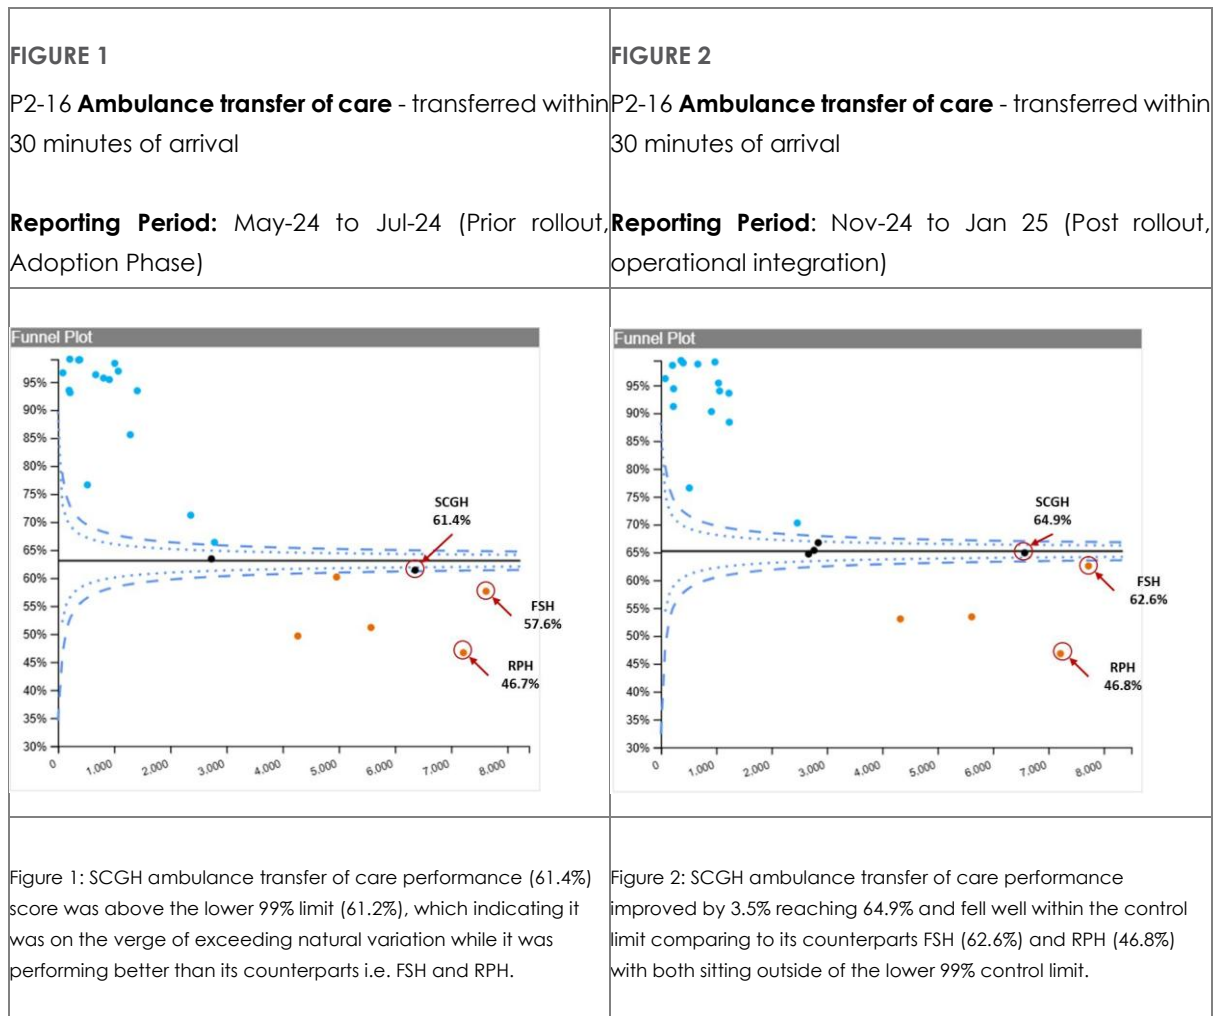 FIGURE 1
P2-16 Ambulance transfer of care - transferred within
30 minutes of arrival
Reporting Period: May-24 to Jul-24 (Prior rollout,
Adoption Phase)
FIGURE 2
P2-16 Ambulance transfer of care - transferred within
30 minutes of arrival
Reporting Period: Nov-24 to Jan 25 (Post rollout,
operational integration)
Funnel Plot
95%
90%
85%
80%
75%
70%
65%
60%
55%
50%
45%
40%
35%
30%
0
1,000
2,000
3,000
4,000
5,000
6,000
7,000
8,000
SCGH
61.4%
FSH
57.6%
RPH
46.7%
Funnel Plot
95%
90%
85%
80%
75%
70%
65%
60%
55%
50%
45%
40%
35%
30%
0
1,000
2,000
3,000
4,000
5,000
6,000
7,000
8,000
SCGH
64.9%
FSH
62.6%
RPH
46.8%
Figure 1: SCGH ambulance transfer of care performance (61.4%)
score was above the lower 99% limit (61.2%), which indicating it
was on the verge of exceeding natural variation while it was
performing better than its counterparts i.e. FSH and RPH.
Figure 2: SCGH ambulance transfer of care performance
improved by 3.5% reaching 64.9% and fell well within the control
limit comparing to its counterparts FSH (62.6%) and RPH (46.8%)
with both sitting outside of the lower 99% control limit.